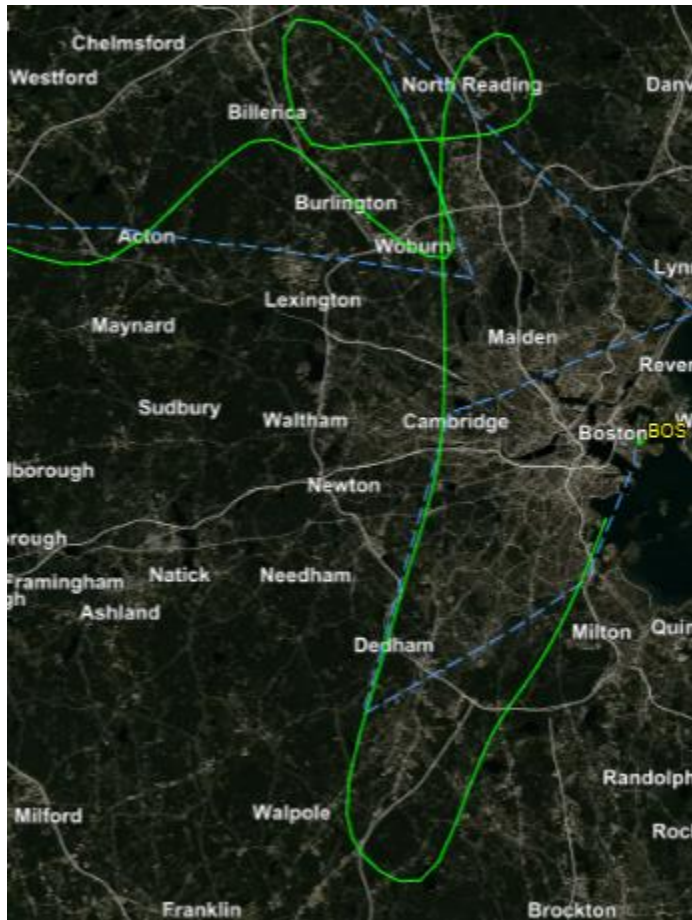 Chelmsford
Westford
North Reading
Danv
Billerica
Burlington
Acton
Woburn
Lynn
Lexington
Maynard
Malden
Rever
Sudbury
Waltham
Cambridge
W
Boston
BOS
lborough
Newton
orough
Framingham
gh
Natick
Needham
Ashland
Milton
Quin
Dedham
Randolph
Milford
Walpole
Roc
Franklin
Brockton